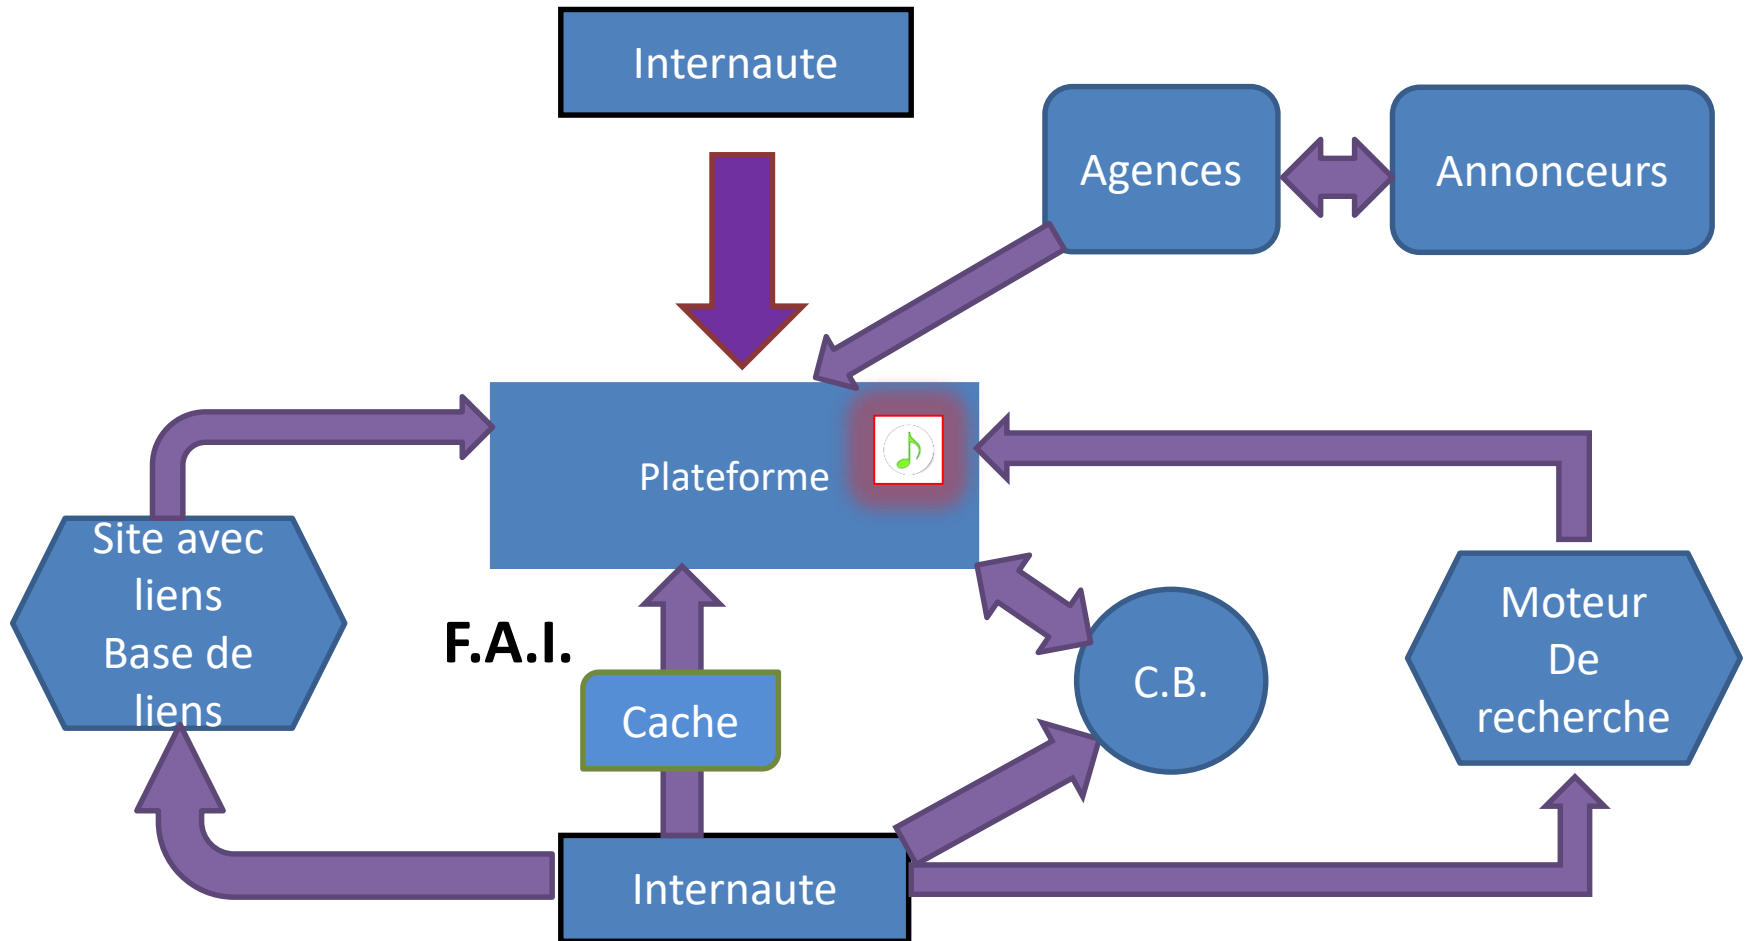 Internaute
Agences
Annonceurs
Plateforme
Site avec
liens
Base de
liens
F.A.I.
Cache
C.B.
Moteur
De
recherche
Internaute